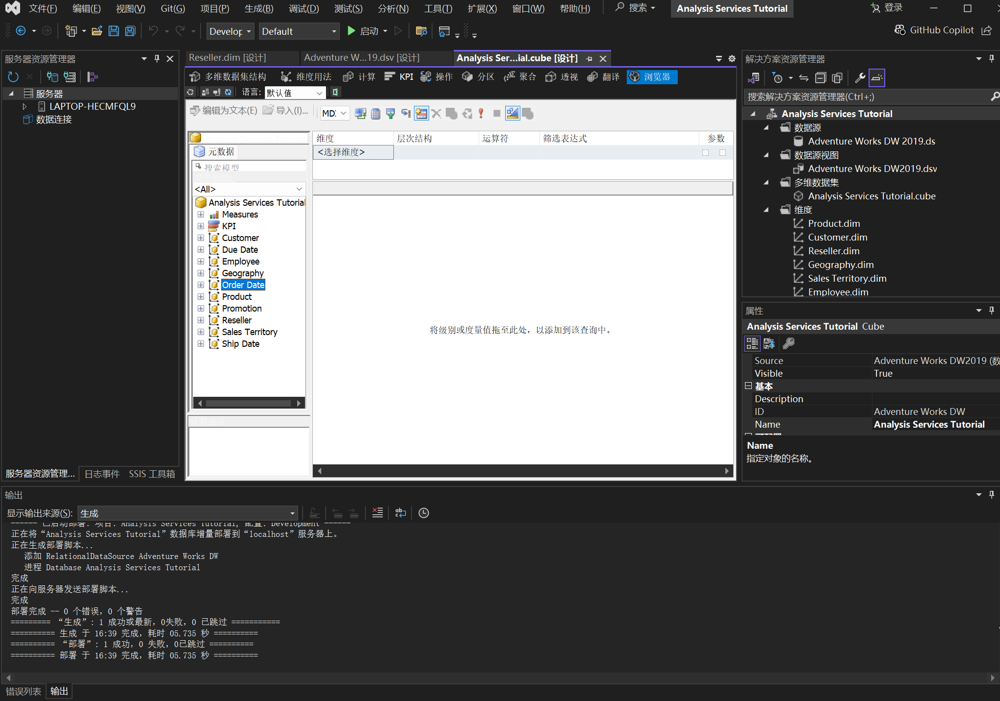 文件(F) 编辑(E) 视图(V) Git(G) 项目(P) 生成(B) 调试(D) 测试(S) 分析(N) 工具(T) 扩展(X) 窗口(W) 帮助(H) 搜索 Analysis Services Tutorial 登录
Develop Default 启动 GitHub Copilot
服务器资源管理器
服务器
LAPTOP-HECMFQL9
数据连接
服务器资源管理... 日志事件 SSIS 工具箱
Reseller.dim [设计] Adventure W...19.dsv [设计] Analysis Ser...ial.cube [设计]
多维数据集结构 维度用法 计算 KPI 操作 分区 聚合 透视 翻译 浏览器
语言: 默认值
编辑为文本(E) 导入(I)... MD
元数据
搜索模型
度量值组:
<All>
Analysis Services Tutorial
Measures
KPI
Customer
Due Date
Employee
Geography
Order Date
Product
Promotion
Reseller
Sales Territory
Ship Date
计算成员
维度 层次结构 运算符 筛选表达式 参数
<选择维度>
将级别或度量值拖至此处，以添加到该查询中。
解决方案资源管理器
搜索解决方案资源管理器(Ctrl+;)
Analysis Services Tutorial
数据源
Adventure Works DW 2019.ds
数据源视图
Adventure Works DW2019.dsv
多维数据集
Analysis Services Tutorial.cube
维度
Product.dim
Customer.dim
Reseller.dim
Geography.dim
Sales Territory.dim
Employee.dim
属性
Analysis Services Tutorial Cube
Source Adventure Works DW2019 (数
Visible True
基本
Description
ID Adventure Works DW
Name Analysis Services Tutorial
Name
指定对象的名称。
输出
显示输出来源(S): 生成
------ 已启动部署: 项目: Analysis Services Tutorial, 配置: Development ------
正在将“Analysis Services Tutorial”数据库增量部署到“localhost”服务器上。
正在生成部署脚本...
添加 RelationalDataSource Adventure Works DW
进程 Database Analysis Services Tutorial
完成
正在向服务器发送部署脚本...
完成
部署完成 -- 0 个错误，0 个警告
========= “生成”: 1 成功或最新，0失败，0 已跳过 ===========
========== 生成 于 16:39 完成，耗时 05.735 秒 ==========
========== “部署”: 1 成功，0 失败，0已跳过 ==========
========== 部署 于 16:39 完成，耗时 05.735 秒 ==========
错误列表 输出